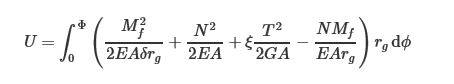 $U = \int_0^{\Phi} \left( \frac{M_f^2}{2EA\delta r_g} + \frac{N^2}{2EA} + \xi \frac{T^2}{2GA} - \frac{NM_f}{EAr_g} \right) r_g \, \mathrm{d}\phi$